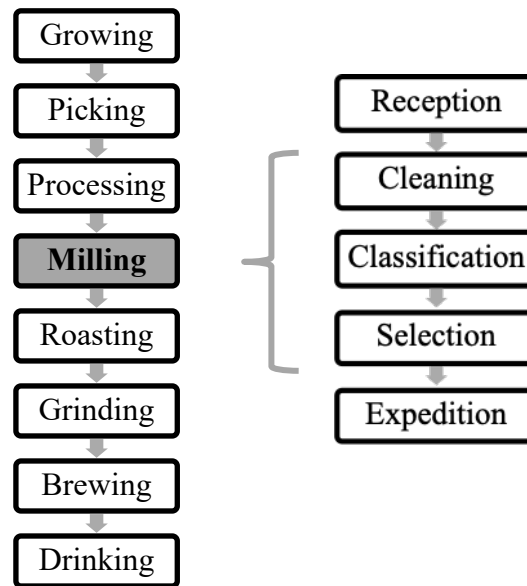 Growing
Picking
Processing
Milling
Roasting
Grinding
Brewing
Drinking
Reception
Cleaning
Classification
Selection
Expedition